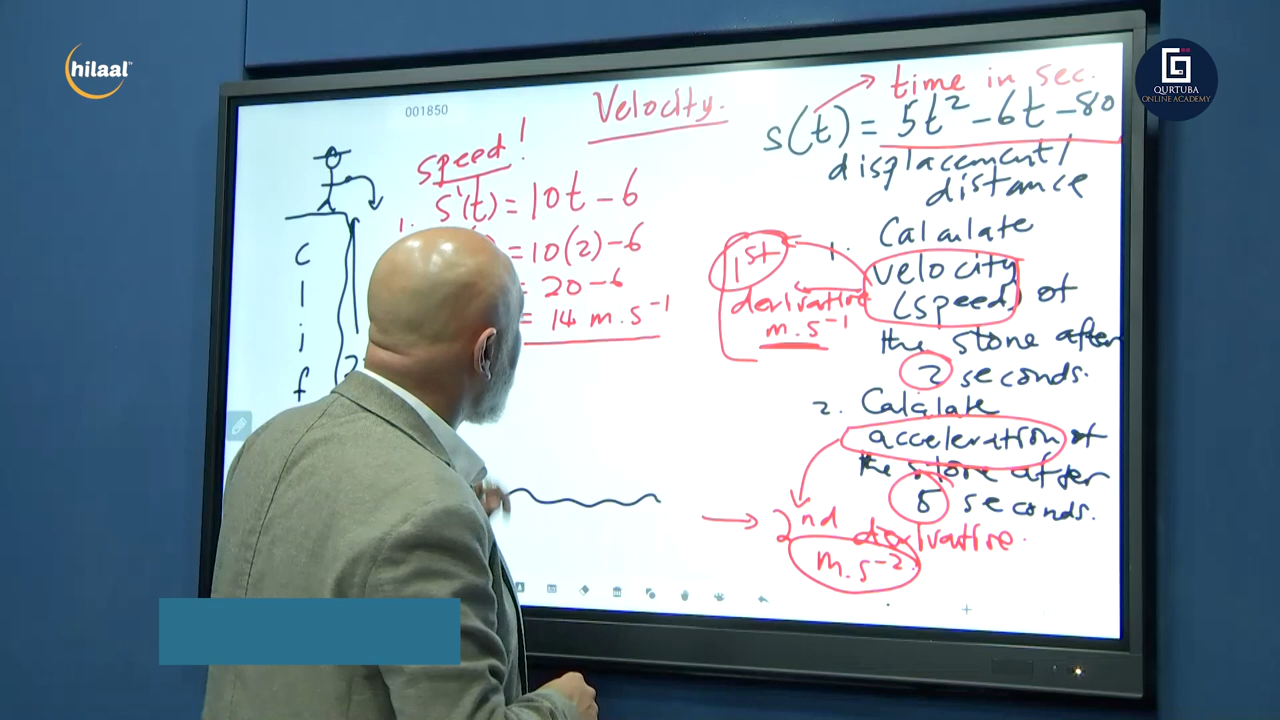 hilaal™
QURTUBA
ONLINE ACADEMY
001850
Velocity.
speed!
s'(t) = 10t - 6
1.
= 10(2) - 6
= 20 - 6
= 14 m.s⁻¹
C
l
i
f
time in sec.
s(t) = 5t² - 6t - 80
displacement/
distance
1. Calculate
velocity
(speed) of
the stone after
2 seconds.
1st
derivative
m.s⁻¹
2. Calculate
acceleration of
the stone after
5 seconds.
2nd derivative.
m.s⁻²